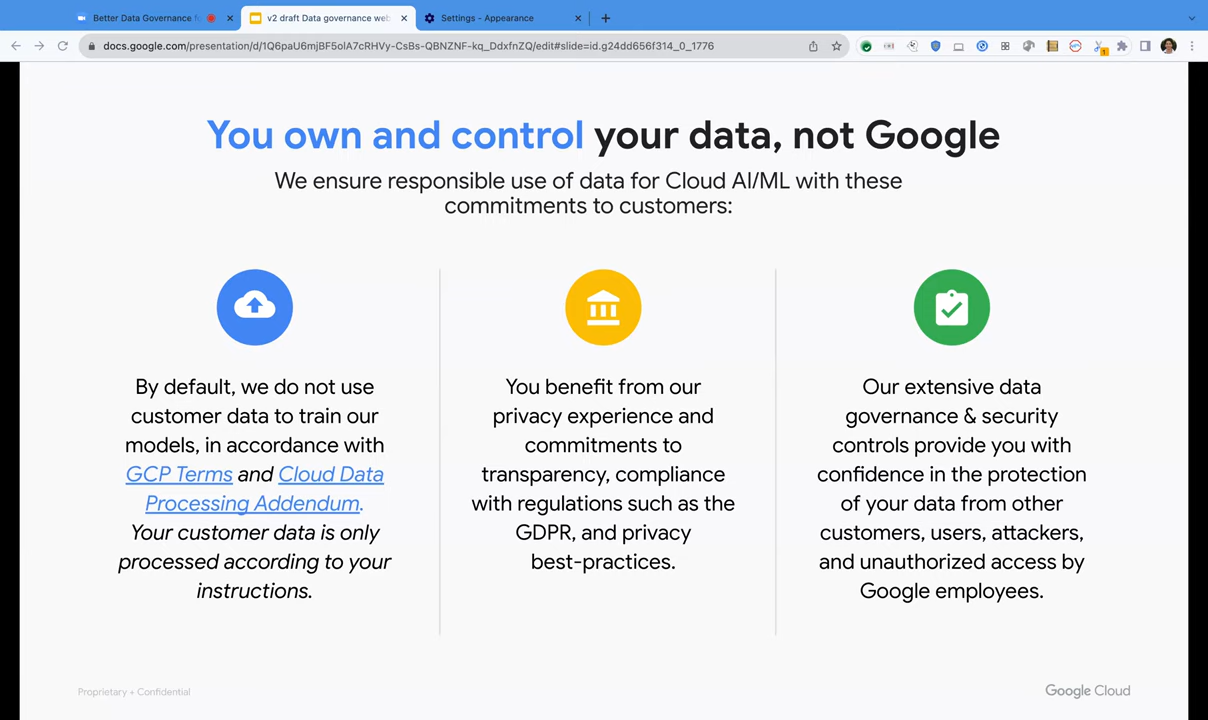 Better Data Governance
v2 draft Data governance web
Settings - Appearance
docs.google.com/presentation/d/1Q6paU6mjBF5olA7cRHVy-CsBs-QBNZNF-kq_DdxfnZQ/edit#slide=id.g24dd656f314_0_1776
You own and control your data, not Google
We ensure responsible use of data for Cloud AI/ML with these
commitments to customers:
By default, we do not use
customer data to train our
models, in accordance with
GCP Terms and Cloud Data
Processing Addendum.
Your customer data is only
processed according to your
instructions.
You benefit from our
privacy experience and
commitments to
transparency, compliance
with regulations such as the
GDPR, and privacy
best-practices.
Our extensive data
governance & security
controls provide you with
confidence in the protection
of your data from other
customers, users, attackers,
and unauthorized access by
Google employees.
Proprietary + Confidential
Google Cloud